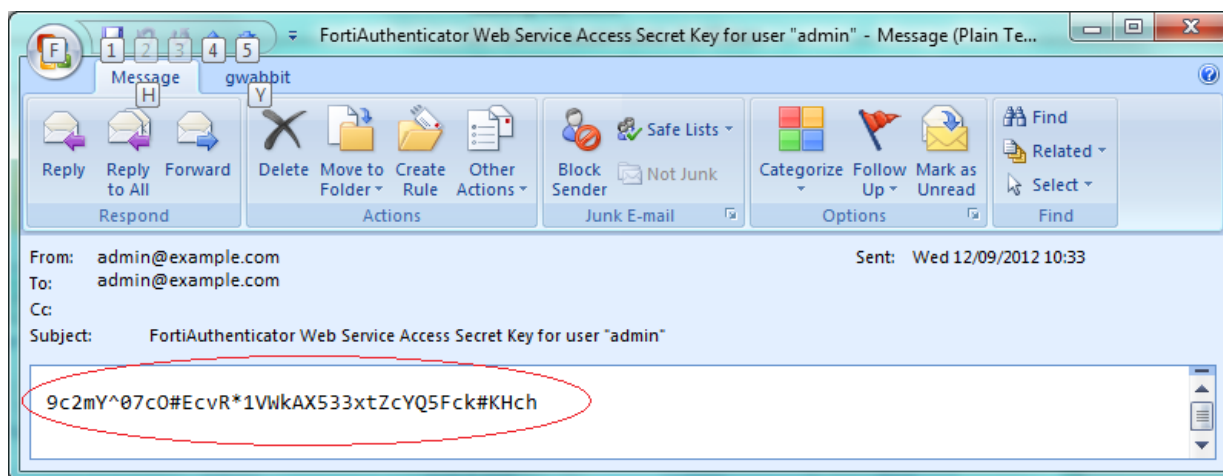 FortiAuthenticator Web Service Access Secret Key for user "admin" - Message (Plain Te...
F 1 2 3 4 5
Message gwabbit
H Y
Reply Reply to All Forward
Respond
Delete Move to Folder Create Rule Other Actions
Actions
Block Sender Safe Lists Not Junk
Junk E-mail
Categorize Follow Up Mark as Unread
Options
Find Related Select
Find
From: admin@example.com
Sent: Wed 12/09/2012 10:33
To: admin@example.com
Cc:
Subject: FortiAuthenticator Web Service Access Secret Key for user "admin"
9c2mY^07cO#EcvR*1VWkAX533xtZcYQ5Fck#KHch